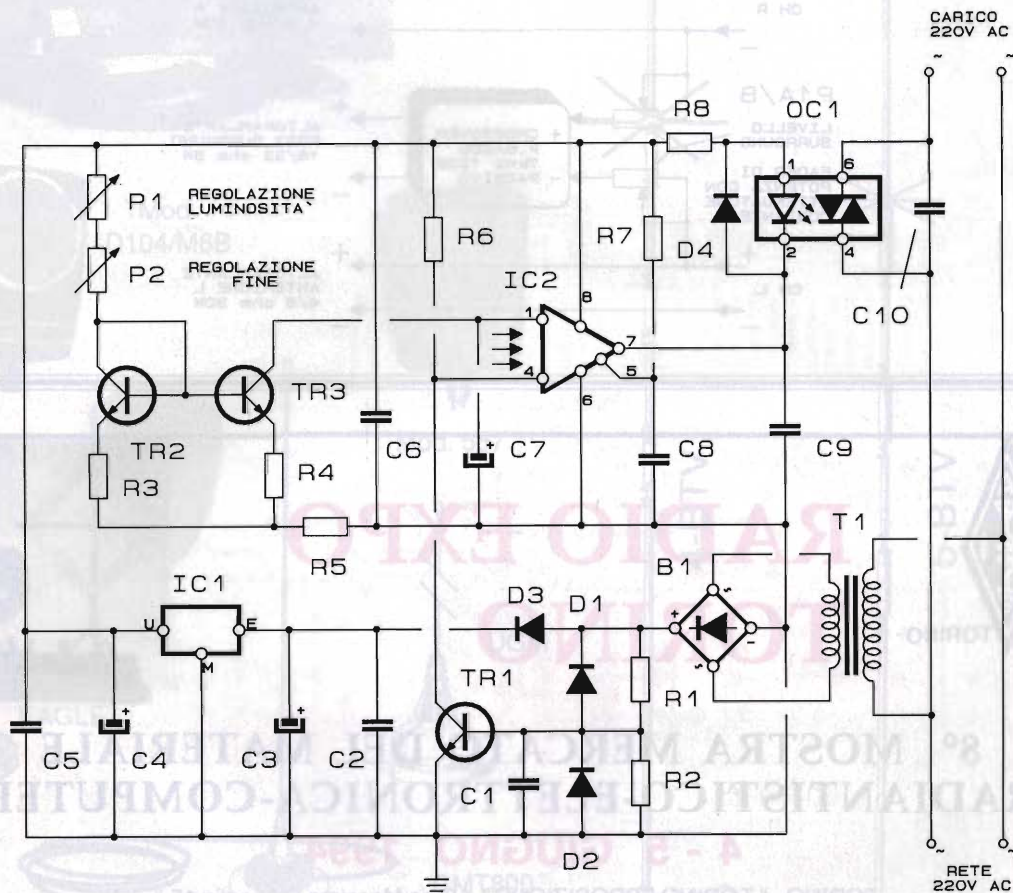 CARICO
220V AC
~ ~
R8 OC1
1 6
P1 REGOLAZIONE
LUMINOSITA`
R6 R7 D4 2 4
P2 REGOLAZIONE
FINE
IC2 8 C10
1 7
4 5
6
TR3
TR2 C6 C7 + C8 C9
R3 R4
R5 T1
IC1 B1
D3 D1 ~
U E + -
M TR1 ~
R1
+ +
C5 C4 C3 C2 C1 R2
D2
~ ~
RETE
220V AC
RADIO EXPO
TORINO
8° MOSTRA MERCATO DEL MATERIALE
RADIANTISTICO-ELETTRONICA-COMPUTER
4 - 5 GIUGNO 1994